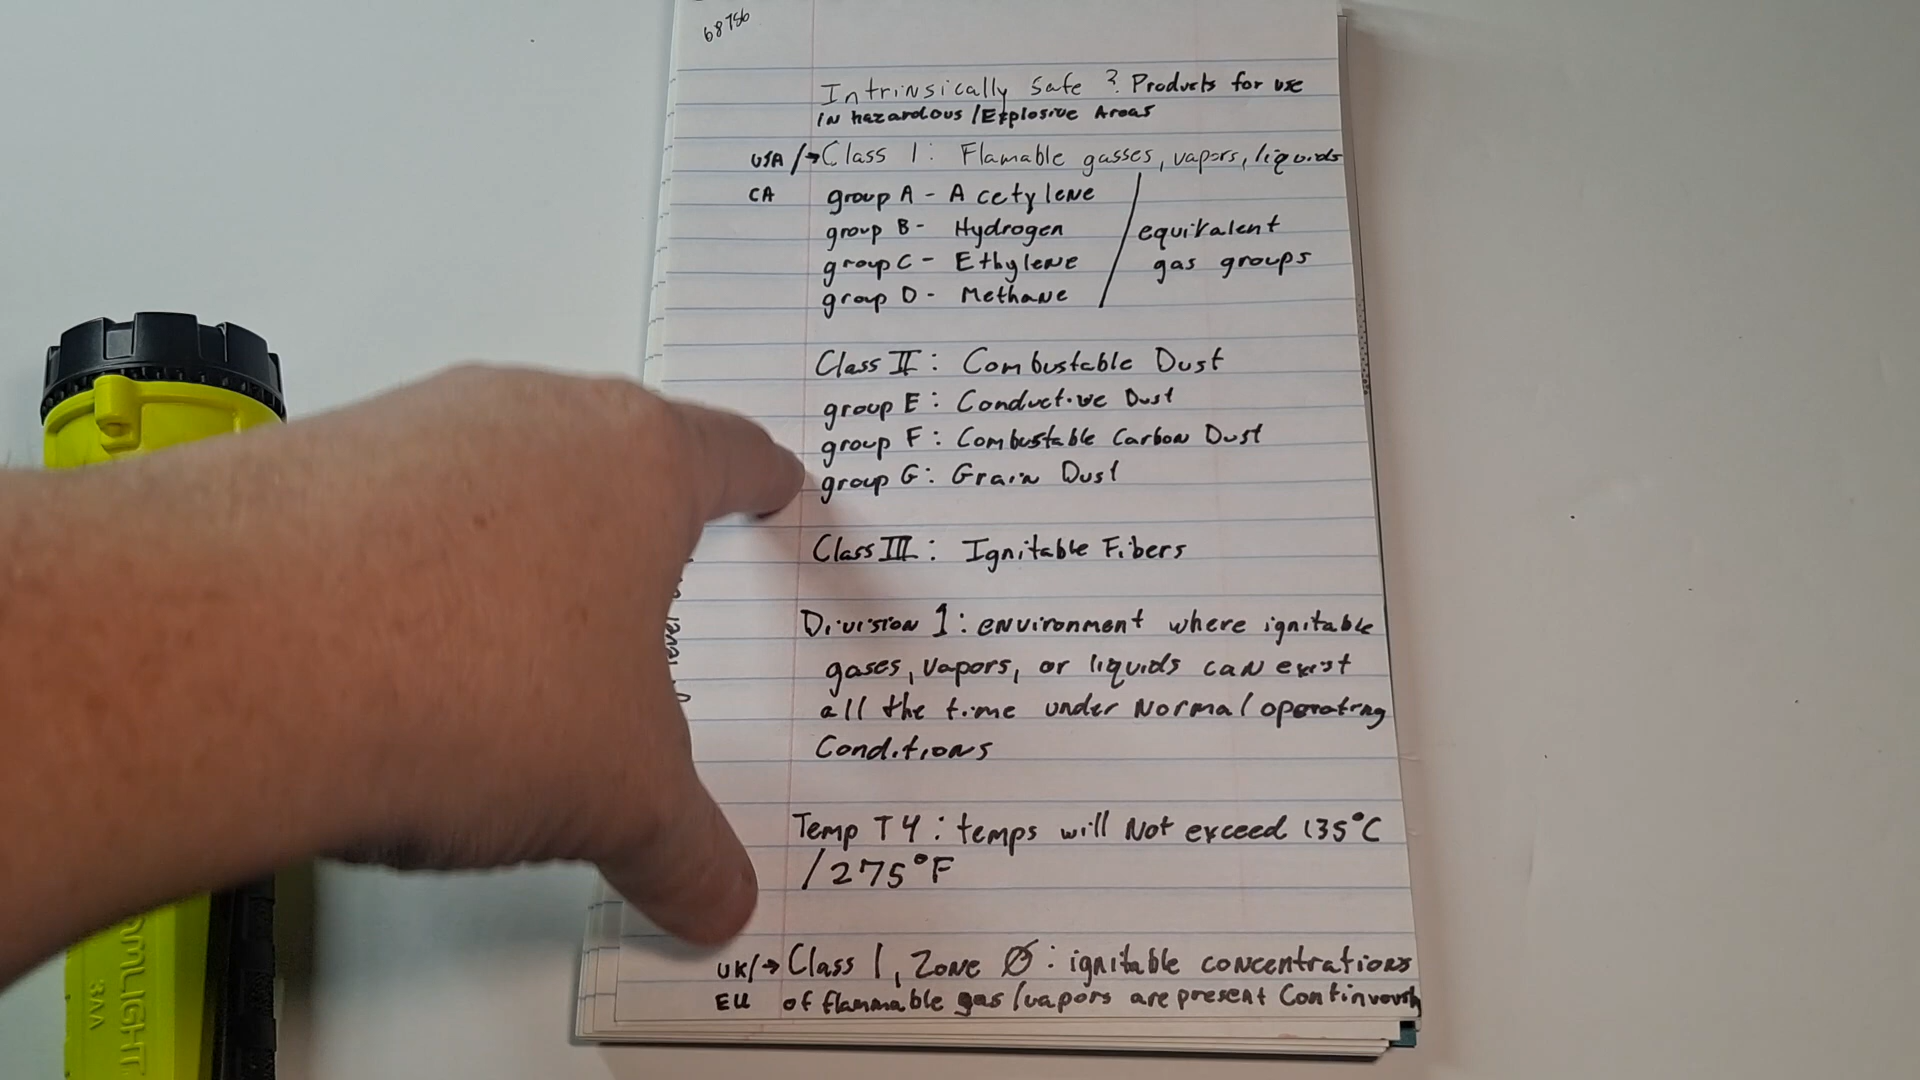 68786
Intrinsically Safe? Products for use
in hazardous/Explosive Areas
USA/→Class 1: Flamable gasses, vapors, liquids
CA
group A - Acetylene
group B- Hydrogen
group C - Ethylene
group D - Methane
equivalent
gas groups
Class II: Combustable Dust
group E: Conductive Dust
group F: Combustable Carbon Dust
group G: Grain Dust
Class III: Ignitable Fibers
Division 1: environment where ignitable
gases, vapors, or liquids can exist
all the time under Normal operating
Conditions
Temp T4: temps will Not exceed 135°C
/275°F
UK/→Class 1, Zone 0: ignitable concentrations
EU of flammable gas/vapors are present Continuously
3AA